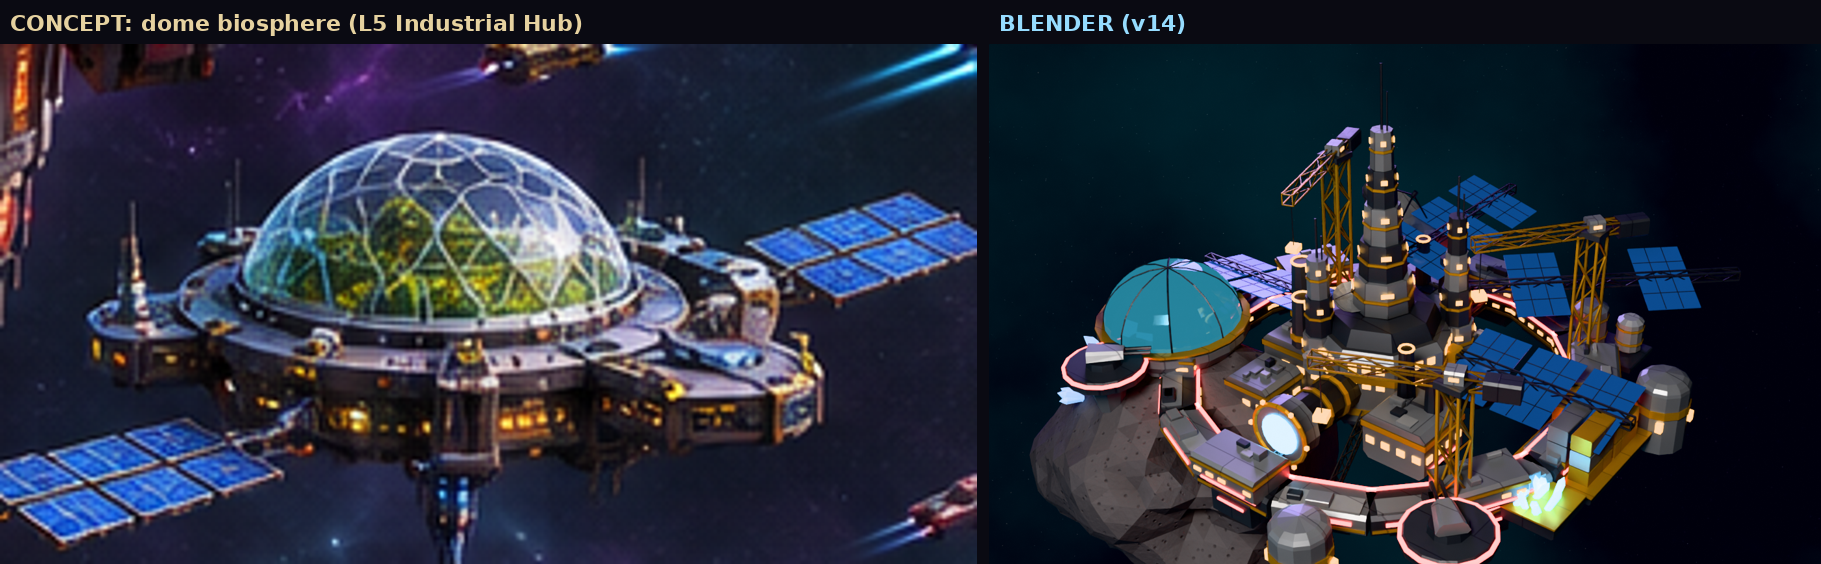 CONCEPT: dome biosphere (L5 Industrial Hub)
BLENDER (v14)